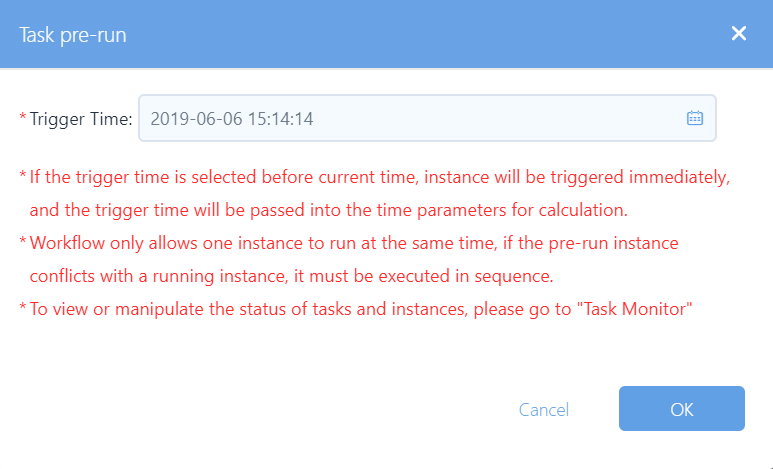 Task pre-run
* Trigger Time: 2019-06-06 15:14:14
* If the trigger time is selected before current time, instance will be triggered immediately,
and the trigger time will be passed into the time parameters for calculation.
* Workflow only allows one instance to run at the same time, if the pre-run instance
conflicts with a running instance, it must be executed in sequence.
* To view or manipulate the status of tasks and instances, please go to "Task Monitor"
Cancel OK